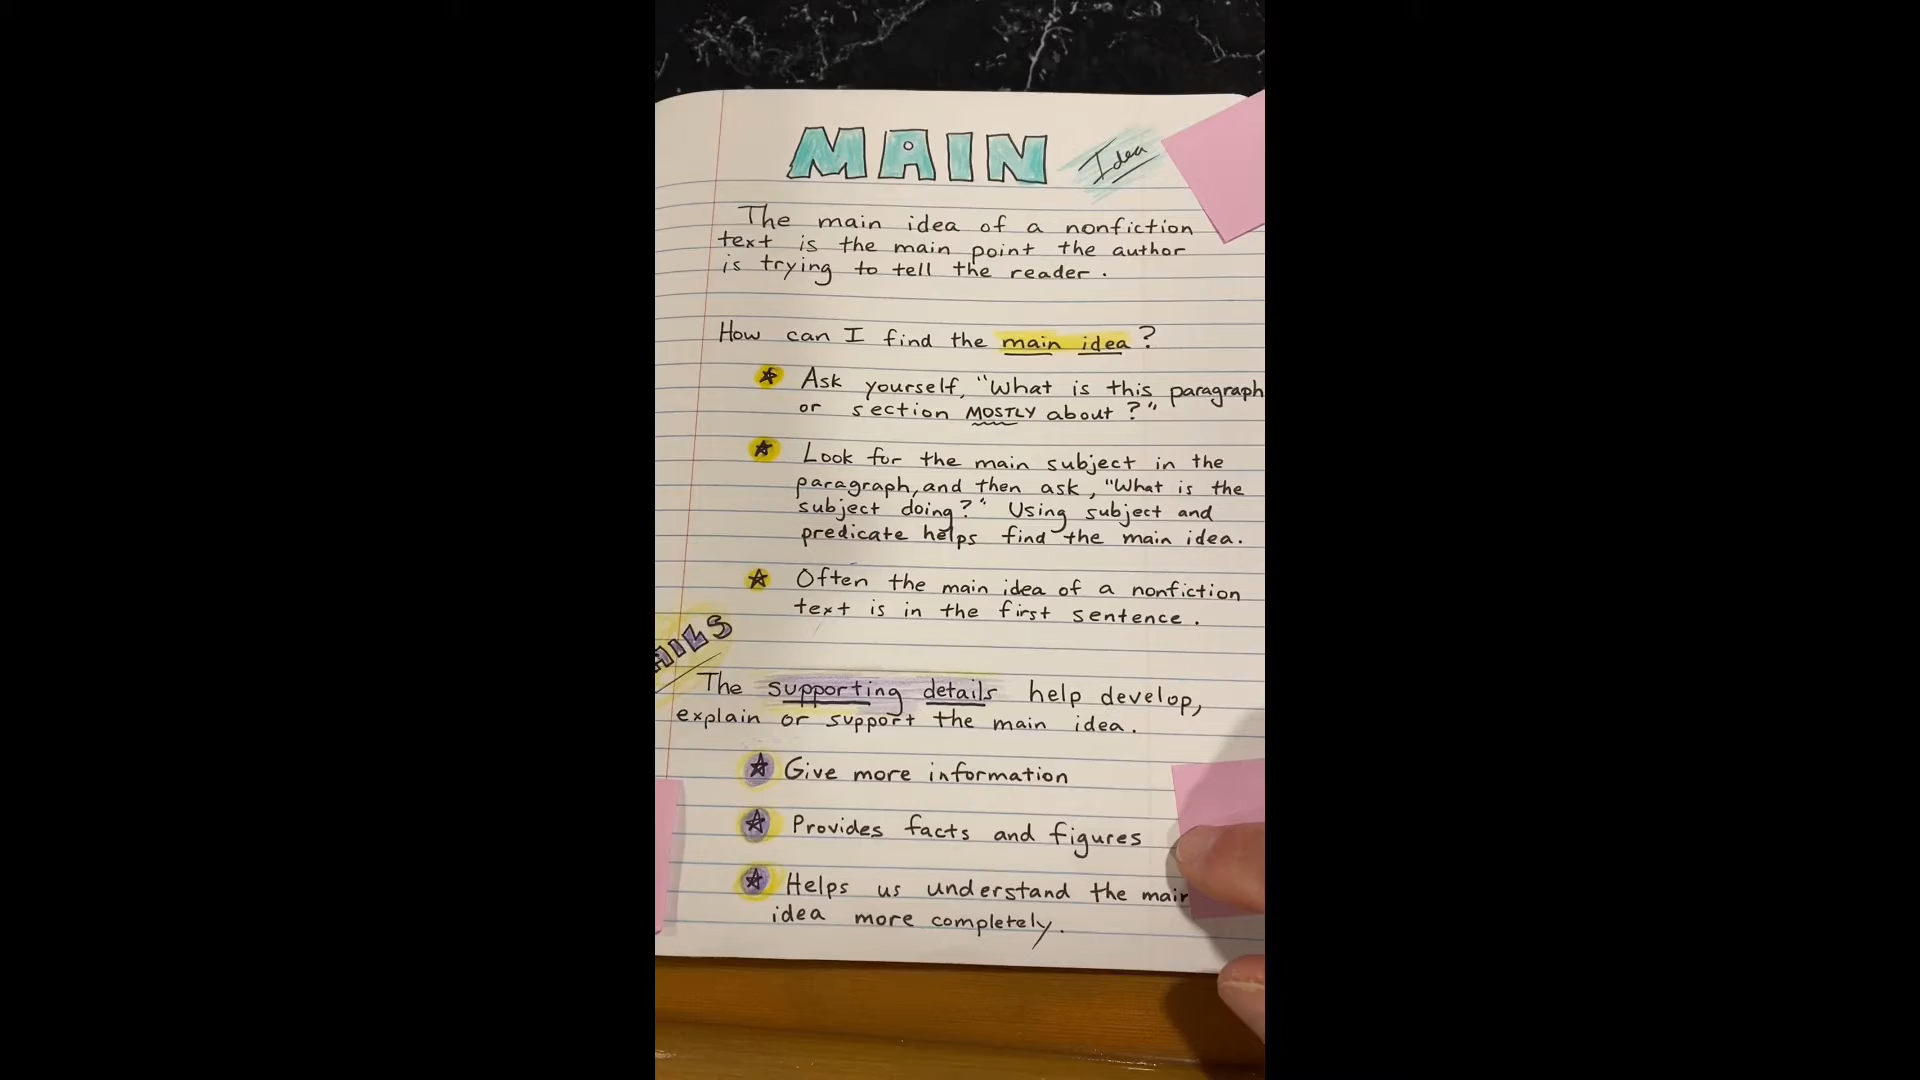 MAIN Idea
The main idea of a nonfiction
text is the main point the author
is trying to tell the reader.
How can I find the main idea?
Ask yourself, "What is this paragraph
or section MOSTLY about?"
Look for the main subject in the
paragraph, and then ask, "What is the
subject doing?" Using subject and
predicate helps find the main idea.
Often the main idea of a nonfiction
text is in the first sentence.
AILS
The supporting details help develop,
explain or support the main idea.
Give more information
Provides facts and figures
Helps us understand the main
idea more completely.